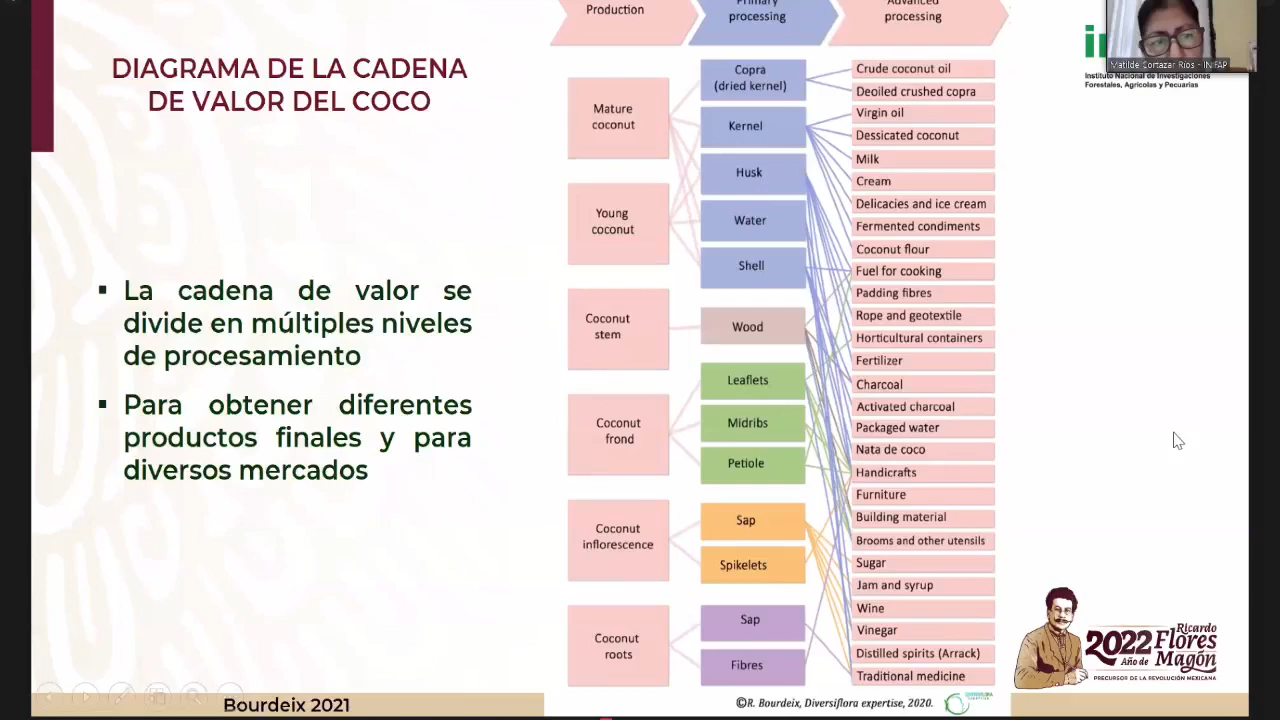 DIAGRAMA DE LA CADENA
DE VALOR DEL COCO
▪ La cadena de valor se
divide en múltiples niveles
de procesamiento
▪ Para obtener diferentes
productos finales y para
diversos mercados
Bourdeix 2021
Production
Primary
processing
Advanced
processing
Mature
coconut
Young
coconut
Coconut
stem
Coconut
frond
Coconut
inflorescence
Coconut
roots
Copra
(dried kernel)
Kernel
Husk
Water
Shell
Wood
Leaflets
Midribs
Petiole
Sap
Spikelets
Sap
Fibres
Crude coconut oil
Deoiled crushed copra
Virgin oil
Dessicated coconut
Milk
Cream
Delicacies and ice cream
Fermented condiments
Coconut flour
Fuel for cooking
Padding fibres
Rope and geotextile
Horticultural containers
Fertilizer
Charcoal
Activated charcoal
Packaged water
Nata de coco
Handicrafts
Furniture
Building material
Brooms and other utensils
Sugar
Jam and syrup
Wine
Vinegar
Distilled spirits (Arrack)
Traditional medicine
©R. Bourdeix, Diversiflora expertise, 2020.
Matilde Cortazar Ríos - INIFAP
Instituto Nacional de Investigaciones
Forestales, Agrícolas y Pecuarias
2022 Ricardo
Año de Flores
Magón
PRECURSOR DE LA REVOLUCIÓN MEXICANA